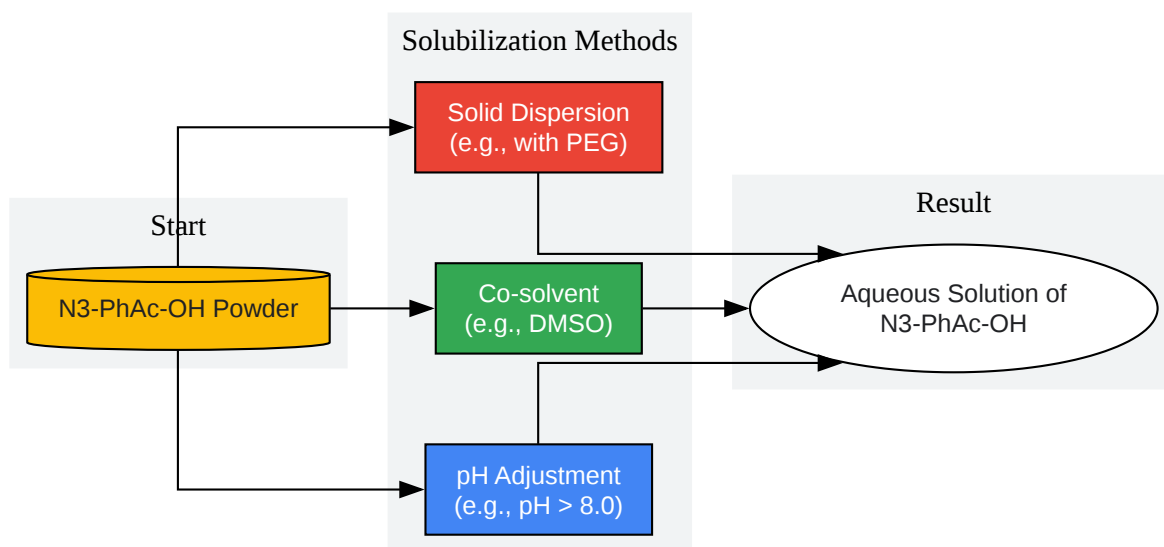 Solubilization Methods
Solid Dispersion
(e.g., with PEG)
Start
N3-PhAc-OH Powder
Co-solvent
(e.g., DMSO)
pH Adjustment
(e.g., pH > 8.0)
Result
Aqueous Solution of
N3-PhAc-OH